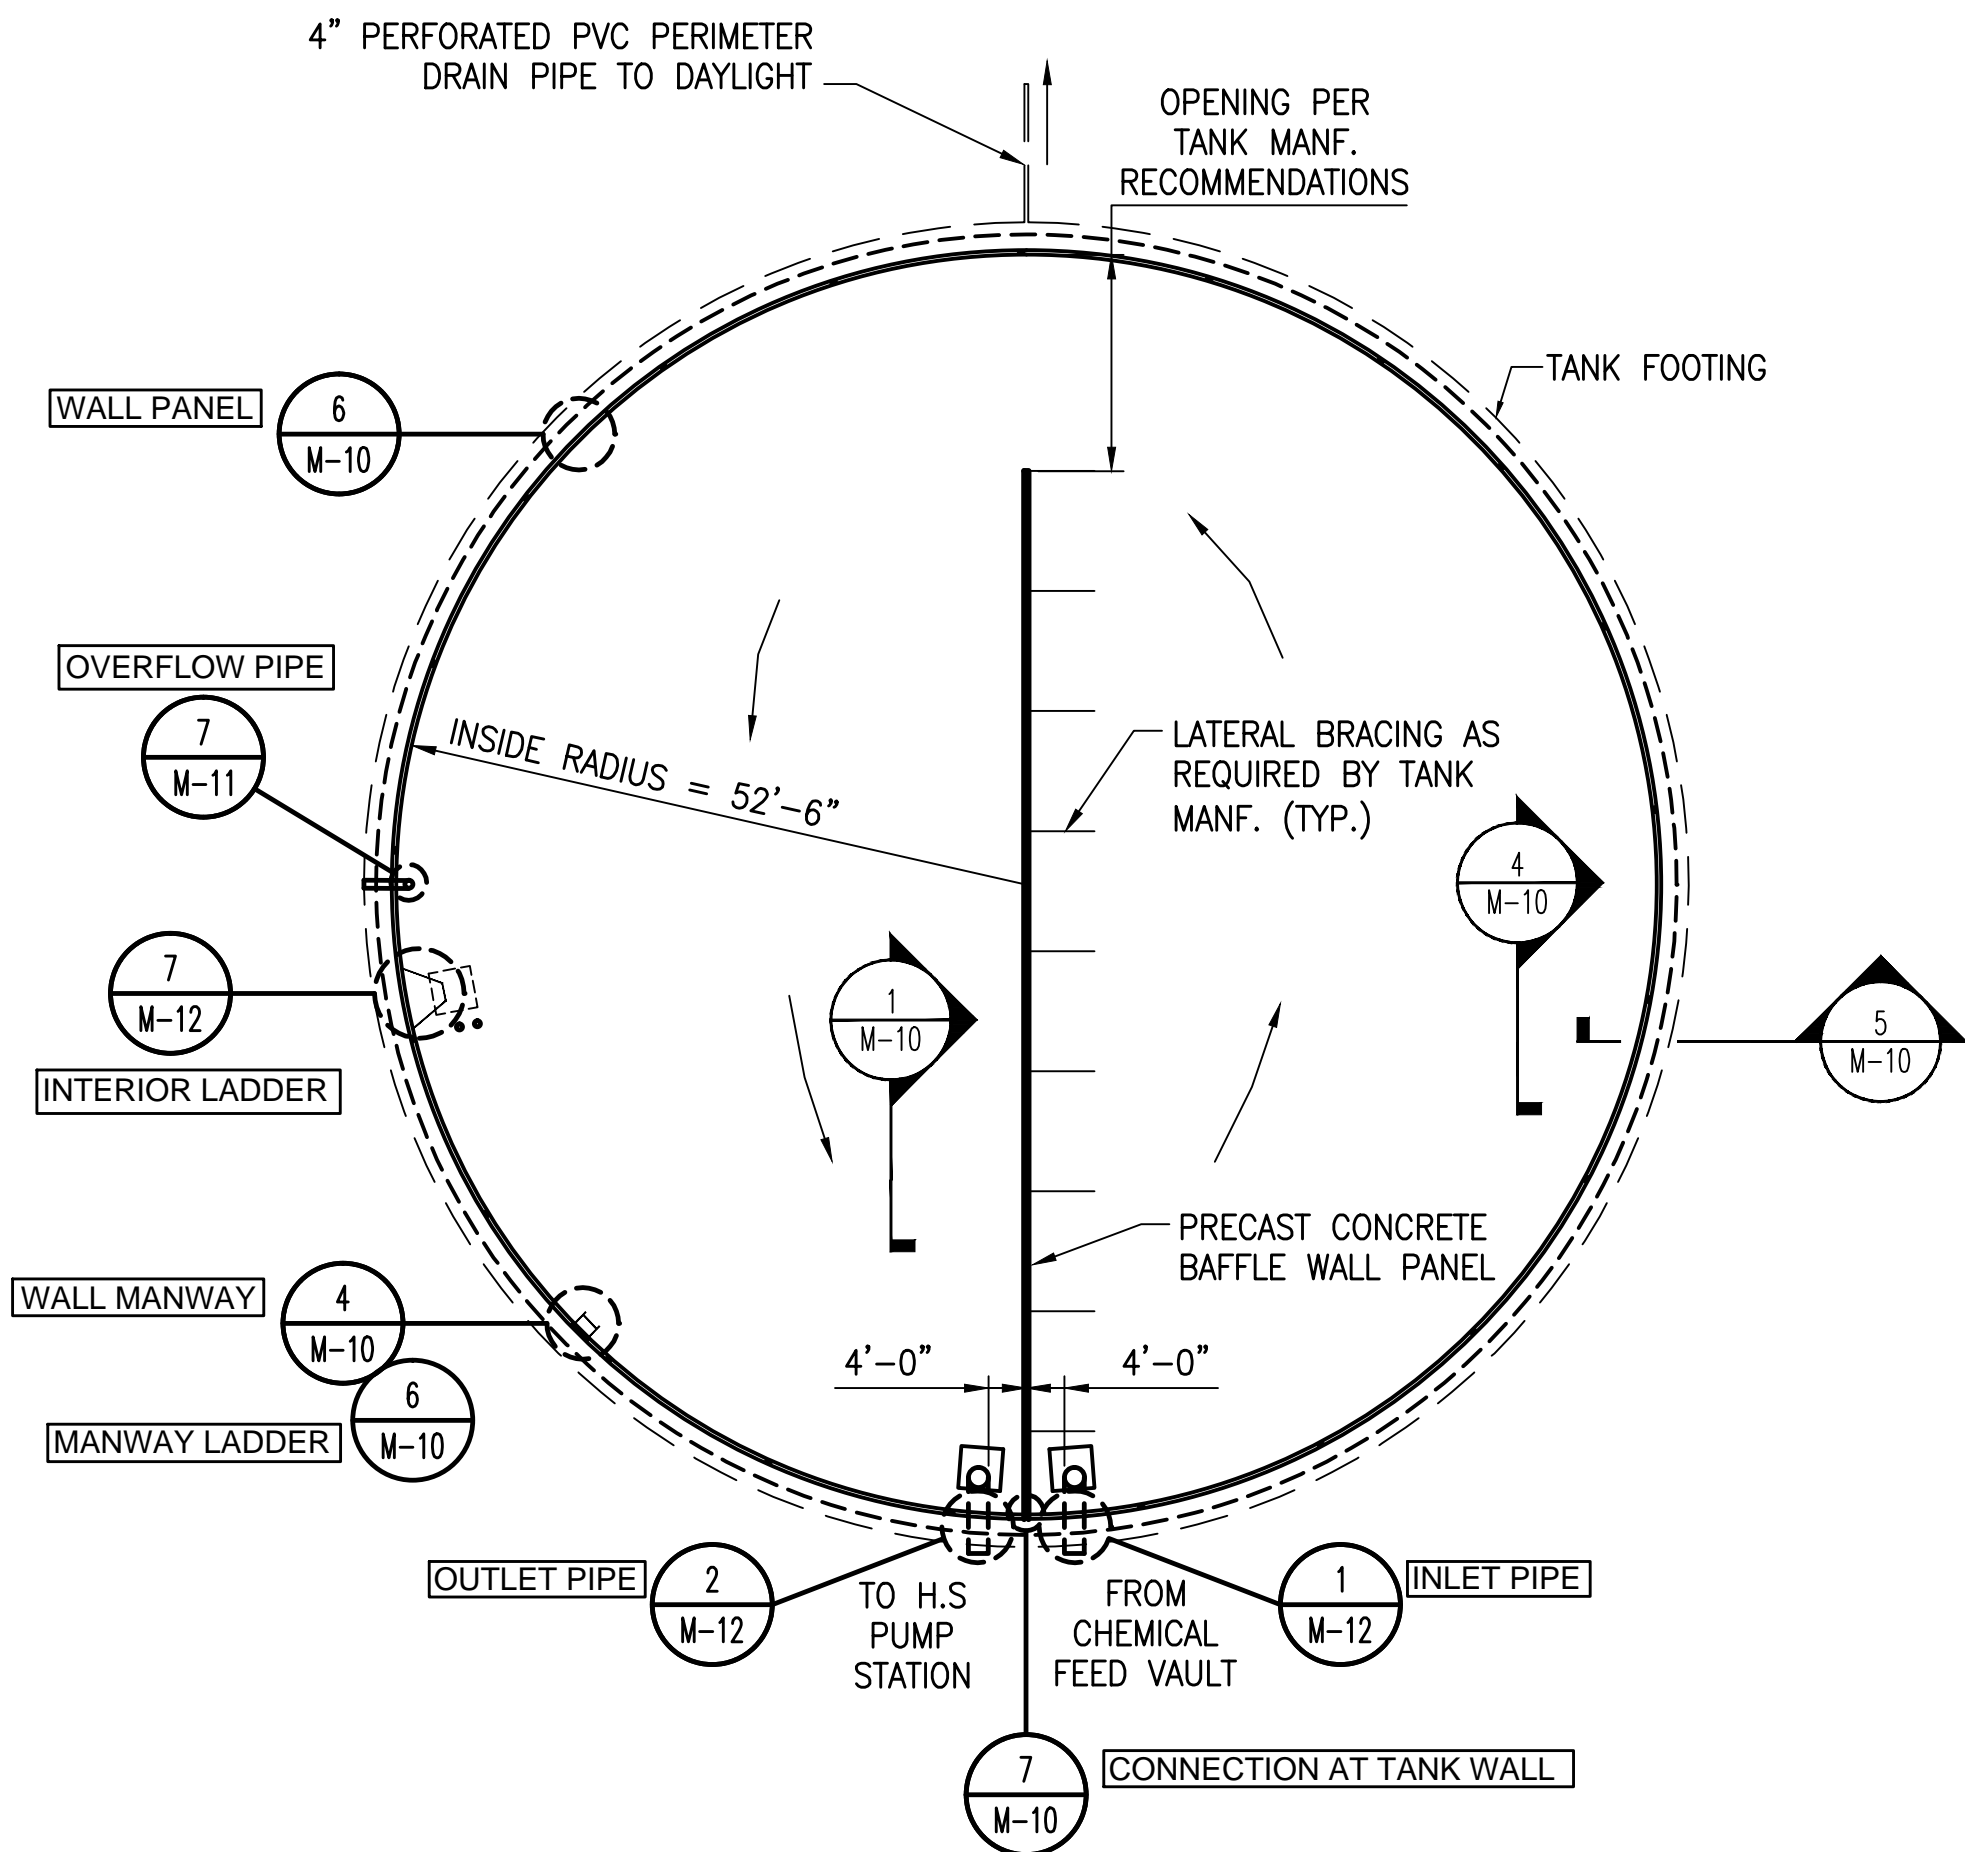 4” PERFORATED PVC PERIMETER
DRAIN PIPE TO DAYLIGHT
OPENING PER
TANK MANF.
RECOMMENDATIONS
TANK FOOTING
WALL PANEL
6
M-10
OVERFLOW PIPE
7
M-11
INSIDE RADIUS = 52'-6”
LATERAL BRACING AS
REQUIRED BY TANK
MANF. (TYP.)
4
M-10
7
M-12
INTERIOR LADDER
1
M-10
5
M-10
PRECAST CONCRETE
BAFFLE WALL PANEL
WALL MANWAY
4
M-10
6
M-10
MANWAY LADDER
4'-0”
4'-0”
OUTLET PIPE
2
M-12
TO H.S
PUMP
STATION
FROM
CHEMICAL
FEED VAULT
1
M-12
INLET PIPE
7
M-10
CONNECTION AT TANK WALL